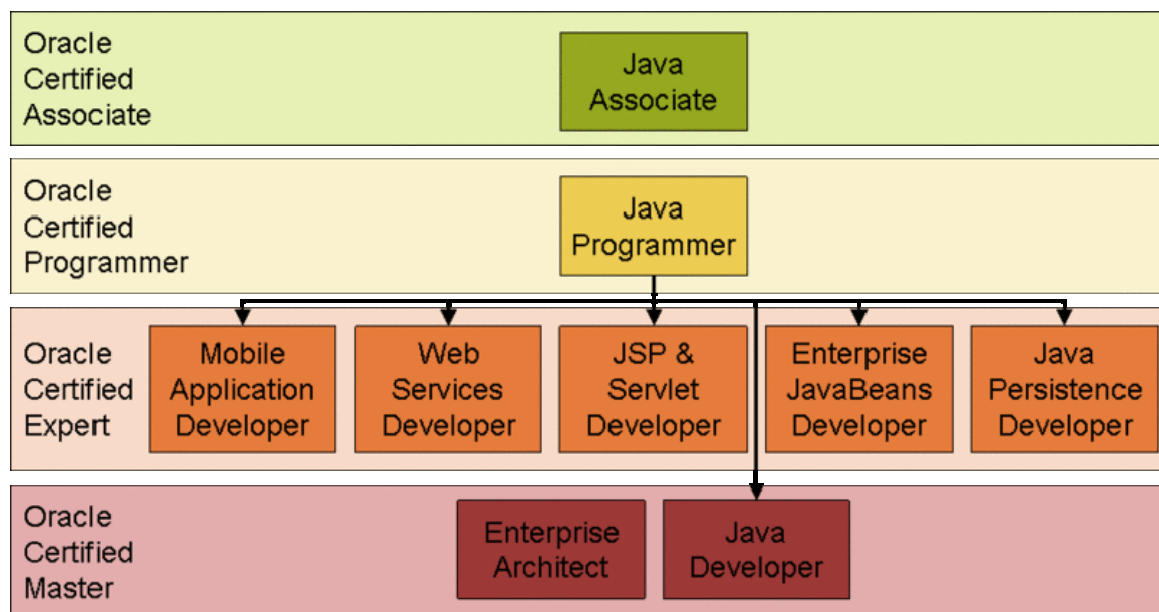 Oracle
Certified
Associate
Java
Associate
Oracle
Certified
Programmer
Java
Programmer
Oracle
Certified
Expert
Mobile
Application
Developer
Web
Services
Developer
JSP &
Servlet
Developer
Enterprise
JavaBeans
Developer
Java
Persistence
Developer
Oracle
Certified
Master
Enterprise
Architect
Java
Developer